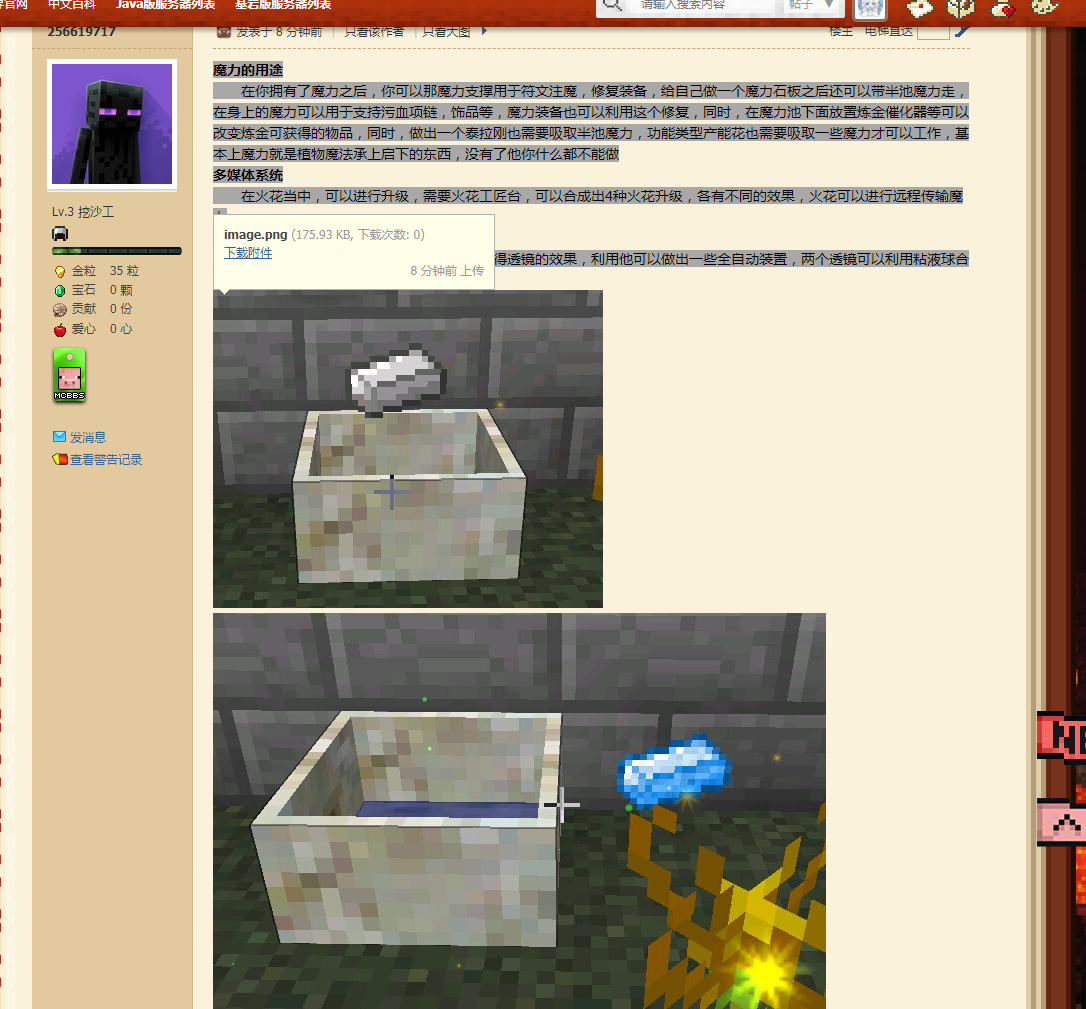 官网 中文百科 Java版服务器列表 基岩版服务器列表 请输入搜索内容 帖子
256619717
发表于 8 分钟前 只看该作者 只看大图
楼主 电梯直达
魔力的用途
在你拥有了魔力之后，你可以那魔力支撑用于符文注魔，修复装备，给自己做一个魔力石板之后还可以带半池魔力走，
在身上的魔力可以用于支持污血项链，饰品等，魔力装备也可以利用这个修复，同时，在魔力池下面放置炼金催化器等可以
改变炼金可获得的物品，同时，做出一个泰拉刚也需要吸取半池魔力，功能类型产能花也需要吸取一些魔力才可以工作，基
本上魔力就是植物魔法承上启下的东西，没有了他你什么都不能做
多媒体系统
在火花当中，可以进行升级，需要火花工匠台，可以合成出4种火花升级，各有不同的效果，火花可以进行远程传输魔
image.png (175.93 KB, 下载次数: 0)
下载附件
8 分钟前 上传
得透镜的效果，利用他可以做出一些全自动装置，两个透镜可以利用粘液球合
Lv.3 挖沙工
金粒 35 粒
宝石 0 颗
贡献 0 份
爱心 0 心
MCBBS
发消息
查看警告记录